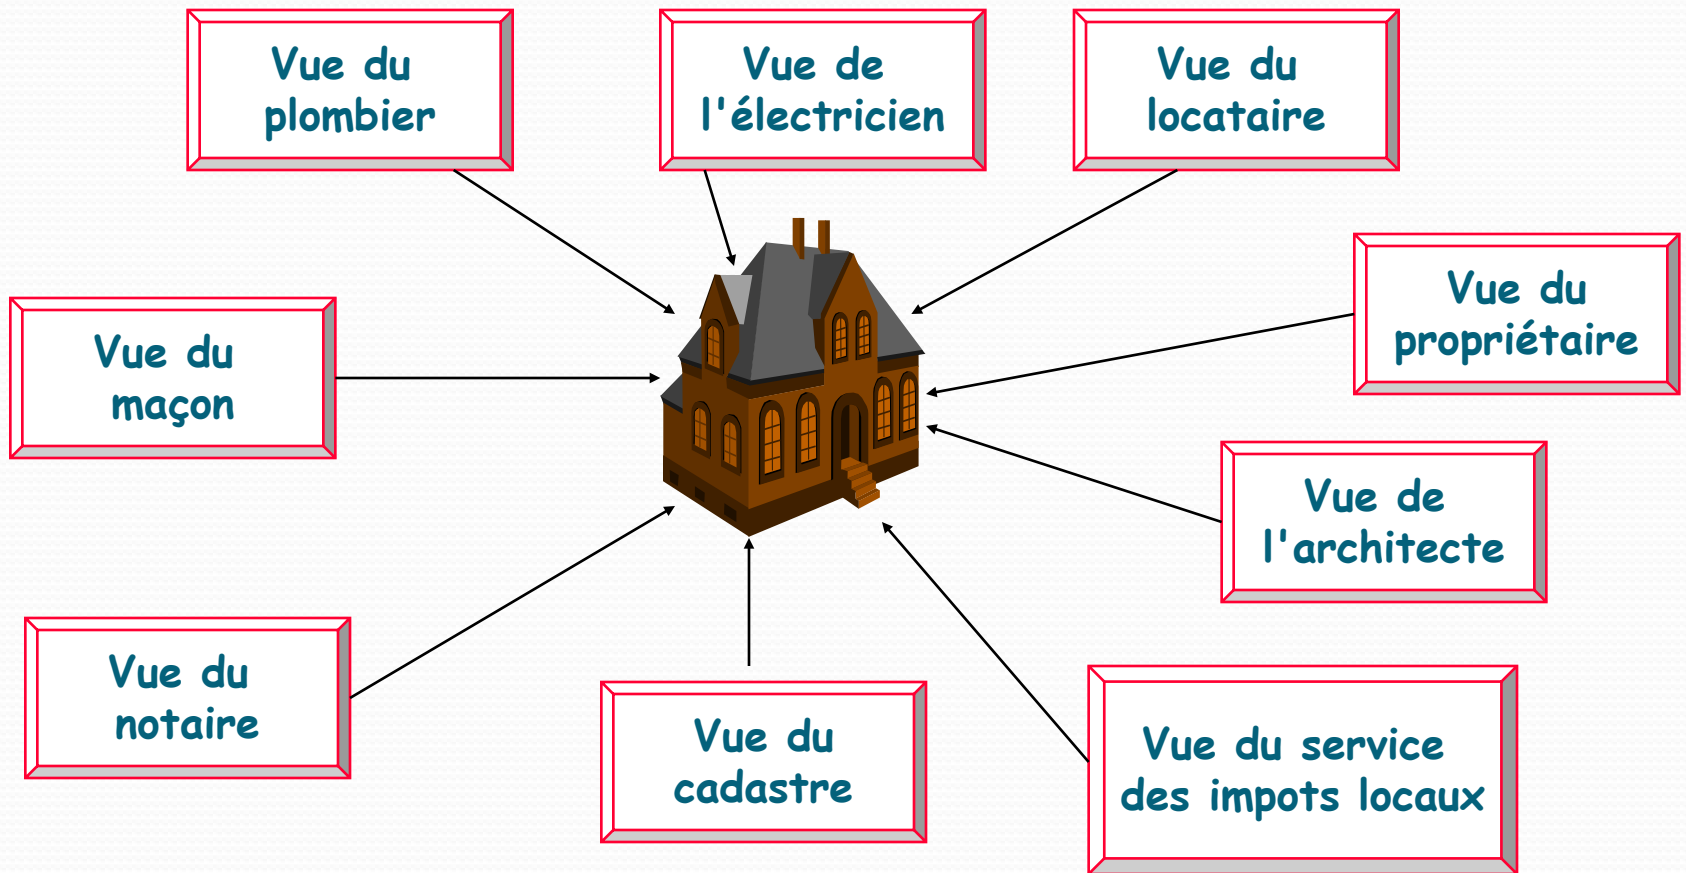 Vue du
plombier
Vue de
l'électricien
Vue du
locataire
Vue du
propriétaire
Vue du
maçon
Vue de
l'architecte
Vue du
notaire
Vue du
cadastre
Vue du service
des impots locaux